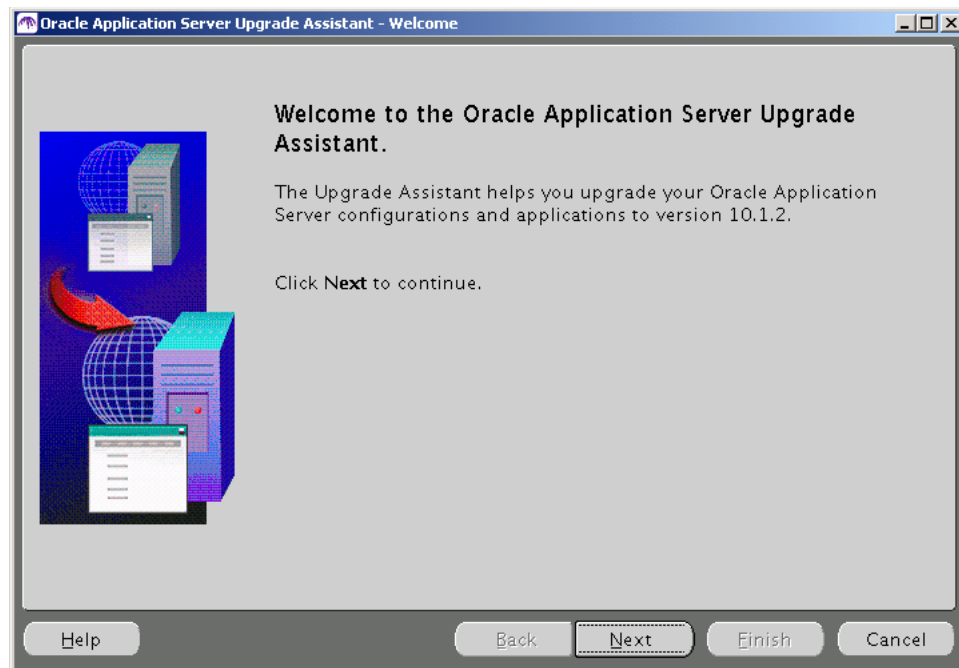 Oracle Application Server Upgrade Assistant - Welcome
Welcome to the Oracle Application Server Upgrade
Assistant.
The Upgrade Assistant helps you upgrade your Oracle Application
Server configurations and applications to version 10.1.2.
Click Next to continue.
Help
Back
Next
Finish
Cancel